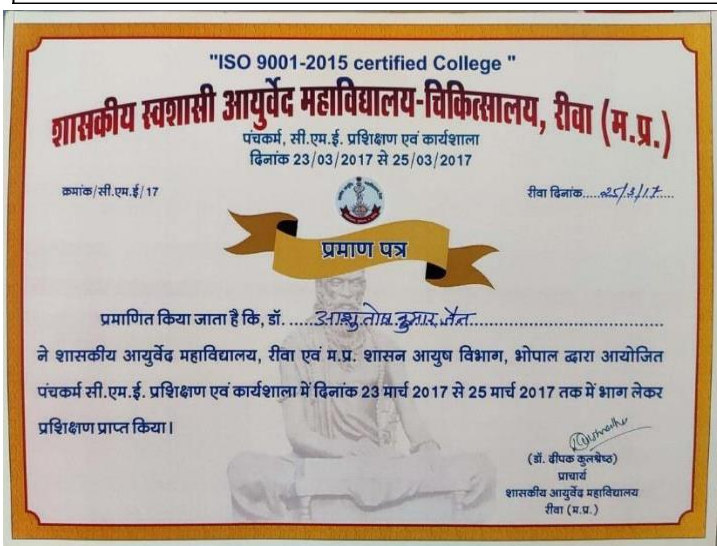 "ISO 9001-2015 certified College "
शासकीय स्वशासी आयुर्वेद महाविद्यालय-चिकित्सालय, रीवा (म.प्र.)
पंचकर्म, सी.एम.ई. प्रशिक्षण एवं कार्यशाला
दिनांक 23/03/2017 से 25/03/2017
क्रमांक/सी.एम.ई/17 रीवा दिनांक.....25/3/17.....
प्रमाण पत्र
प्रमाणित किया जाता है कि, डॉ. ......आशुतोष कुमार जैन......................................
ने शासकीय आयुर्वेद महाविद्यालय, रीवा एवं म.प्र. शासन आयुष विभाग, भोपाल द्वारा आयोजित
पंचकर्म सी.एम.ई. प्रशिक्षण एवं कार्यशाला में दिनांक 23 मार्च 2017 से 25 मार्च 2017 तक में भाग लेकर
प्रशिक्षण प्राप्त किया।
(डॉ. दीपक कुलश्रेष्ठ)
प्राचार्य
शासकीय आयुर्वेद महाविद्यालय
रीवा (म.प्र.)